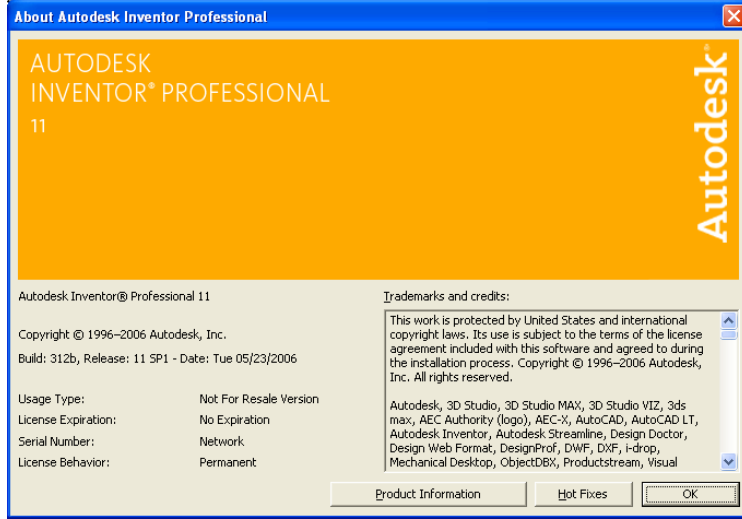 About Autodesk Inventor Professional
AUTODESK
INVENTOR® PROFESSIONAL
11
Autodesk
Autodesk Inventor® Professional 11
Copyright © 1996–2006 Autodesk, Inc.
Build: 312b, Release: 11 SP1 - Date: Tue 05/23/2006
Usage Type: Not For Resale Version
License Expiration: No Expiration
Serial Number: Network
License Behavior: Permanent
Trademarks and credits:
This work is protected by United States and international
copyright laws. Its use is subject to the terms of the license
agreement included with this software and agreed to during
the installation process. Copyright © 1996–2006 Autodesk,
Inc. All rights reserved.
Autodesk, 3D Studio, 3D Studio MAX, 3D Studio VIZ, 3ds
max, AEC Authority (logo), AEC-X, AutoCAD, AutoCAD LT,
Autodesk Inventor, Autodesk Streamline, Design Doctor,
Design Web Format, DesignProf, DWF, DXF, i-drop,
Mechanical Desktop, ObjectDBX, Productstream, Visual
Product Information
Hot Fixes
OK